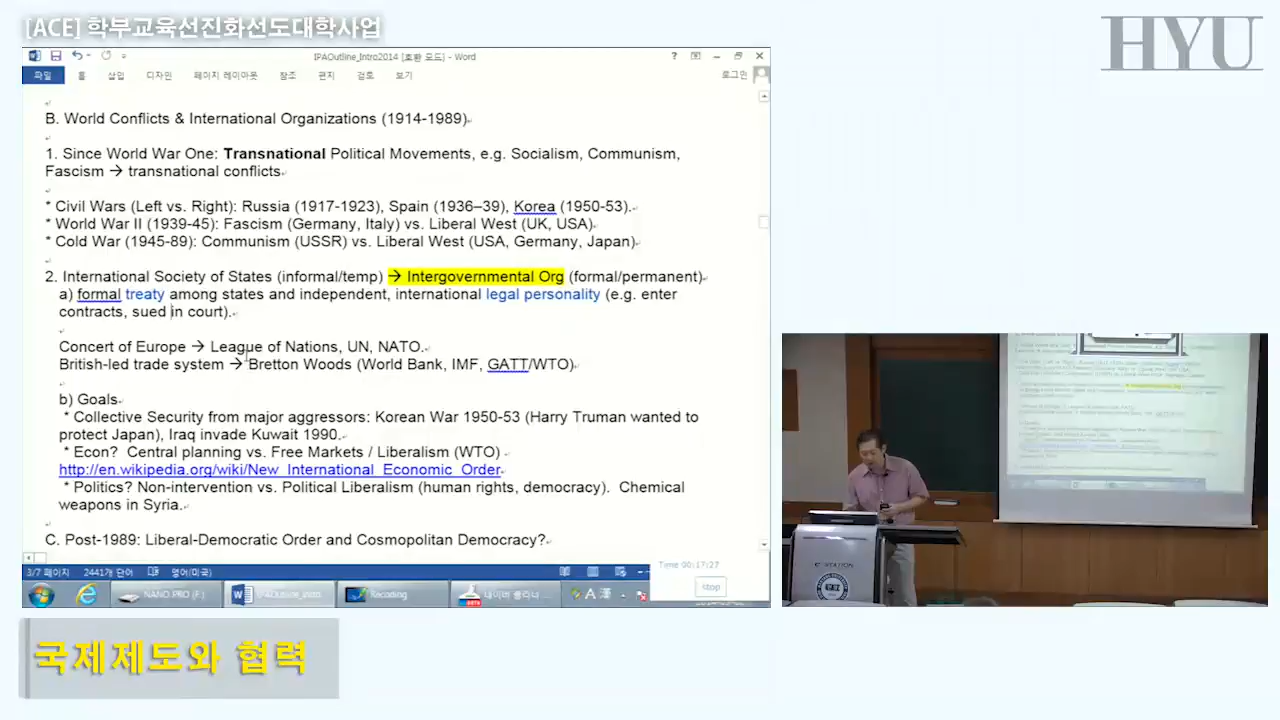 [ACE] 학부교육선진화선도대학사업
HYU
IPAOutline_Intro2014 [호환 모드] - Word
파일 홈 삽입 디자인 페이지 레이아웃 참조 편지 검토 보기
로그인
B. World Conflicts & International Organizations (1914-1989)
1. Since World War One: Transnational Political Movements, e.g. Socialism, Communism,
Fascism → transnational conflicts
* Civil Wars (Left vs. Right): Russia (1917-1923), Spain (1936–39), Korea (1950-53).
* World War II (1939-45): Fascism (Germany, Italy) vs. Liberal West (UK, USA)
* Cold War (1945-89): Communism (USSR) vs. Liberal West (USA, Germany, Japan)
2. International Society of States (informal/temp) → Intergovernmental Org (formal/permanent)
a) formal treaty among states and independent, international legal personality (e.g. enter
contracts, sued in court).
Concert of Europe → League of Nations, UN, NATO.
British-led trade system → Bretton Woods (World Bank, IMF, GATT/WTO)
b) Goals
* Collective Security from major aggressors: Korean War 1950-53 (Harry Truman wanted to
protect Japan), Iraq invade Kuwait 1990.
* Econ? Central planning vs. Free Markets / Liberalism (WTO)
http://en.wikipedia.org/wiki/New_International_Economic_Order
* Politics? Non-intervention vs. Political Liberalism (human rights, democracy). Chemical
weapons in Syria.
C. Post-1989: Liberal-Democratic Order and Cosmopolitan Democracy?
3/7 페이지 2441개 단어 영어(미국)
Time 00:17:27
stop
NANO PRO (F:) IPAOutline_Intro... Recoding 네이버 클리너... A 漢
국제제도와 협력